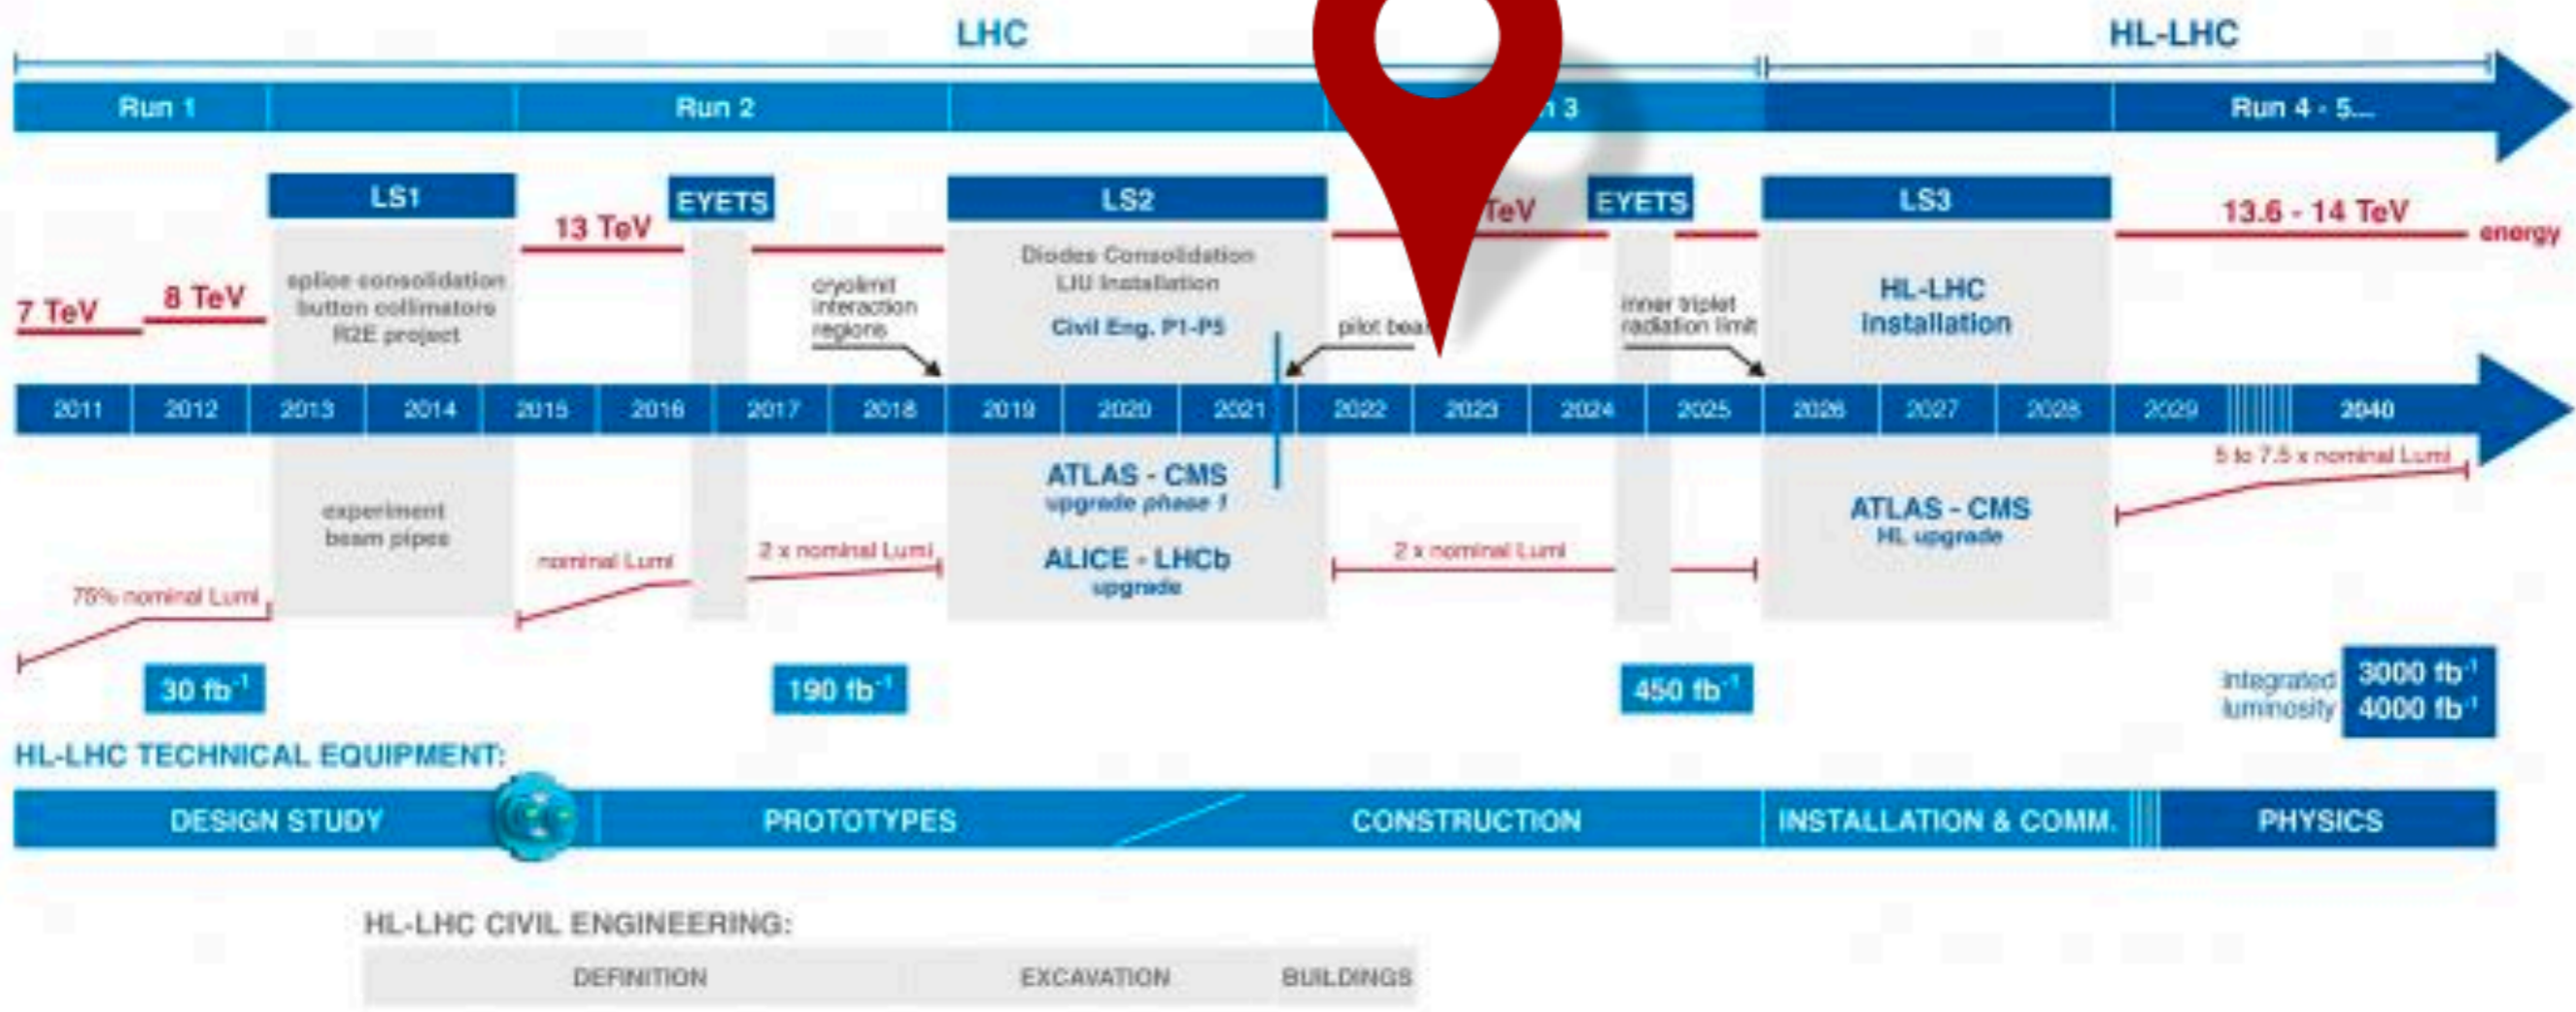 LHC
HL-LHC
Run 1
Run 2
3
Run 4 - 5...
LS1
EYETS
LS2
EYETS
LS3
13 TeV
TeV
13.6 - 14 TeV
energy
7 TeV
8 TeV
splice consolidation
button collimators
R2E project
cryolimit
interaction
regions
Diodes Consolidation
LIU Installation
Civil Eng. P1-P5
pilot
inner triplet
radiation limit
HL-LHC
installation
2011
2012
2013
2014
2015
2016
2017
2018
2019
2020
2021
2022
2023
2024
2025
2026
2027
2028
2029
2040
5 to 7.5 x nominal Lumi
experiment
beam pipes
ATLAS - CMS
upgrade phase 1
ALICE - LHCb
upgrade
ATLAS - CMS
HL upgrade
75% nominal Lumi
nominal Lumi
2 x nominal Lumi
2 x nominal Lumi
30 fb⁻¹
190 fb⁻¹
450 fb⁻¹
integrated
luminosity
3000 fb⁻¹
4000 fb⁻¹
HL-LHC TECHNICAL EQUIPMENT:
DESIGN STUDY
PROTOTYPES
CONSTRUCTION
INSTALLATION & COMM.
PHYSICS
HL-LHC CIVIL ENGINEERING:
DEFINITION
EXCAVATION
BUILDINGS